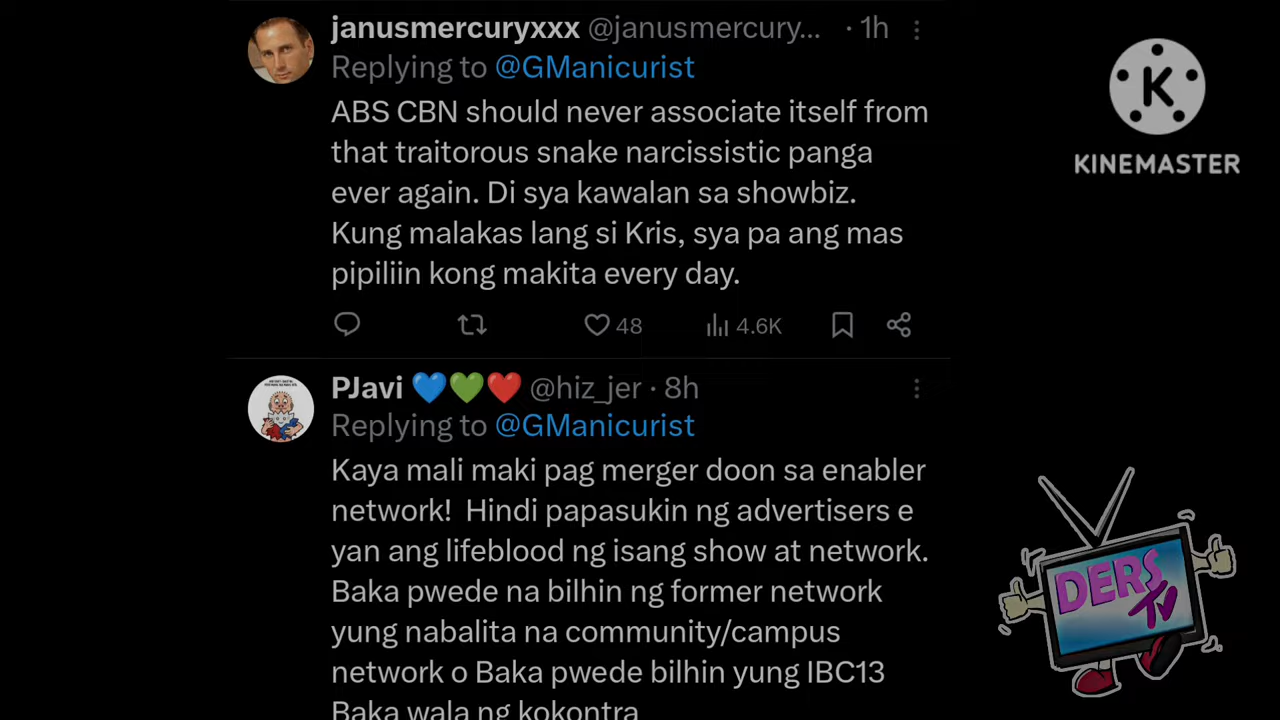 janusmercuryxxx @janusmercury... · 1h
Replying to @GManicurist
ABS CBN should never associate itself from
that traitorous snake narcissistic panga
ever again. Di sya kawalan sa showbiz.
Kung malakas lang si Kris, sya pa ang mas
pipiliin kong makita every day.
48 4.6K
PJavi 💙💚❤️ @hiz_jer · 8h
Replying to @GManicurist
Kaya mali maki pag merger doon sa enabler
network! Hindi papasukin ng advertisers e
yan ang lifeblood ng isang show at network.
Baka pwede na bilhin ng former network
yung nabalita na community/campus
network o Baka pwede bilhin yung IBC13
Baka wala ng kokontra
K
KINEMASTER
DERS
TV